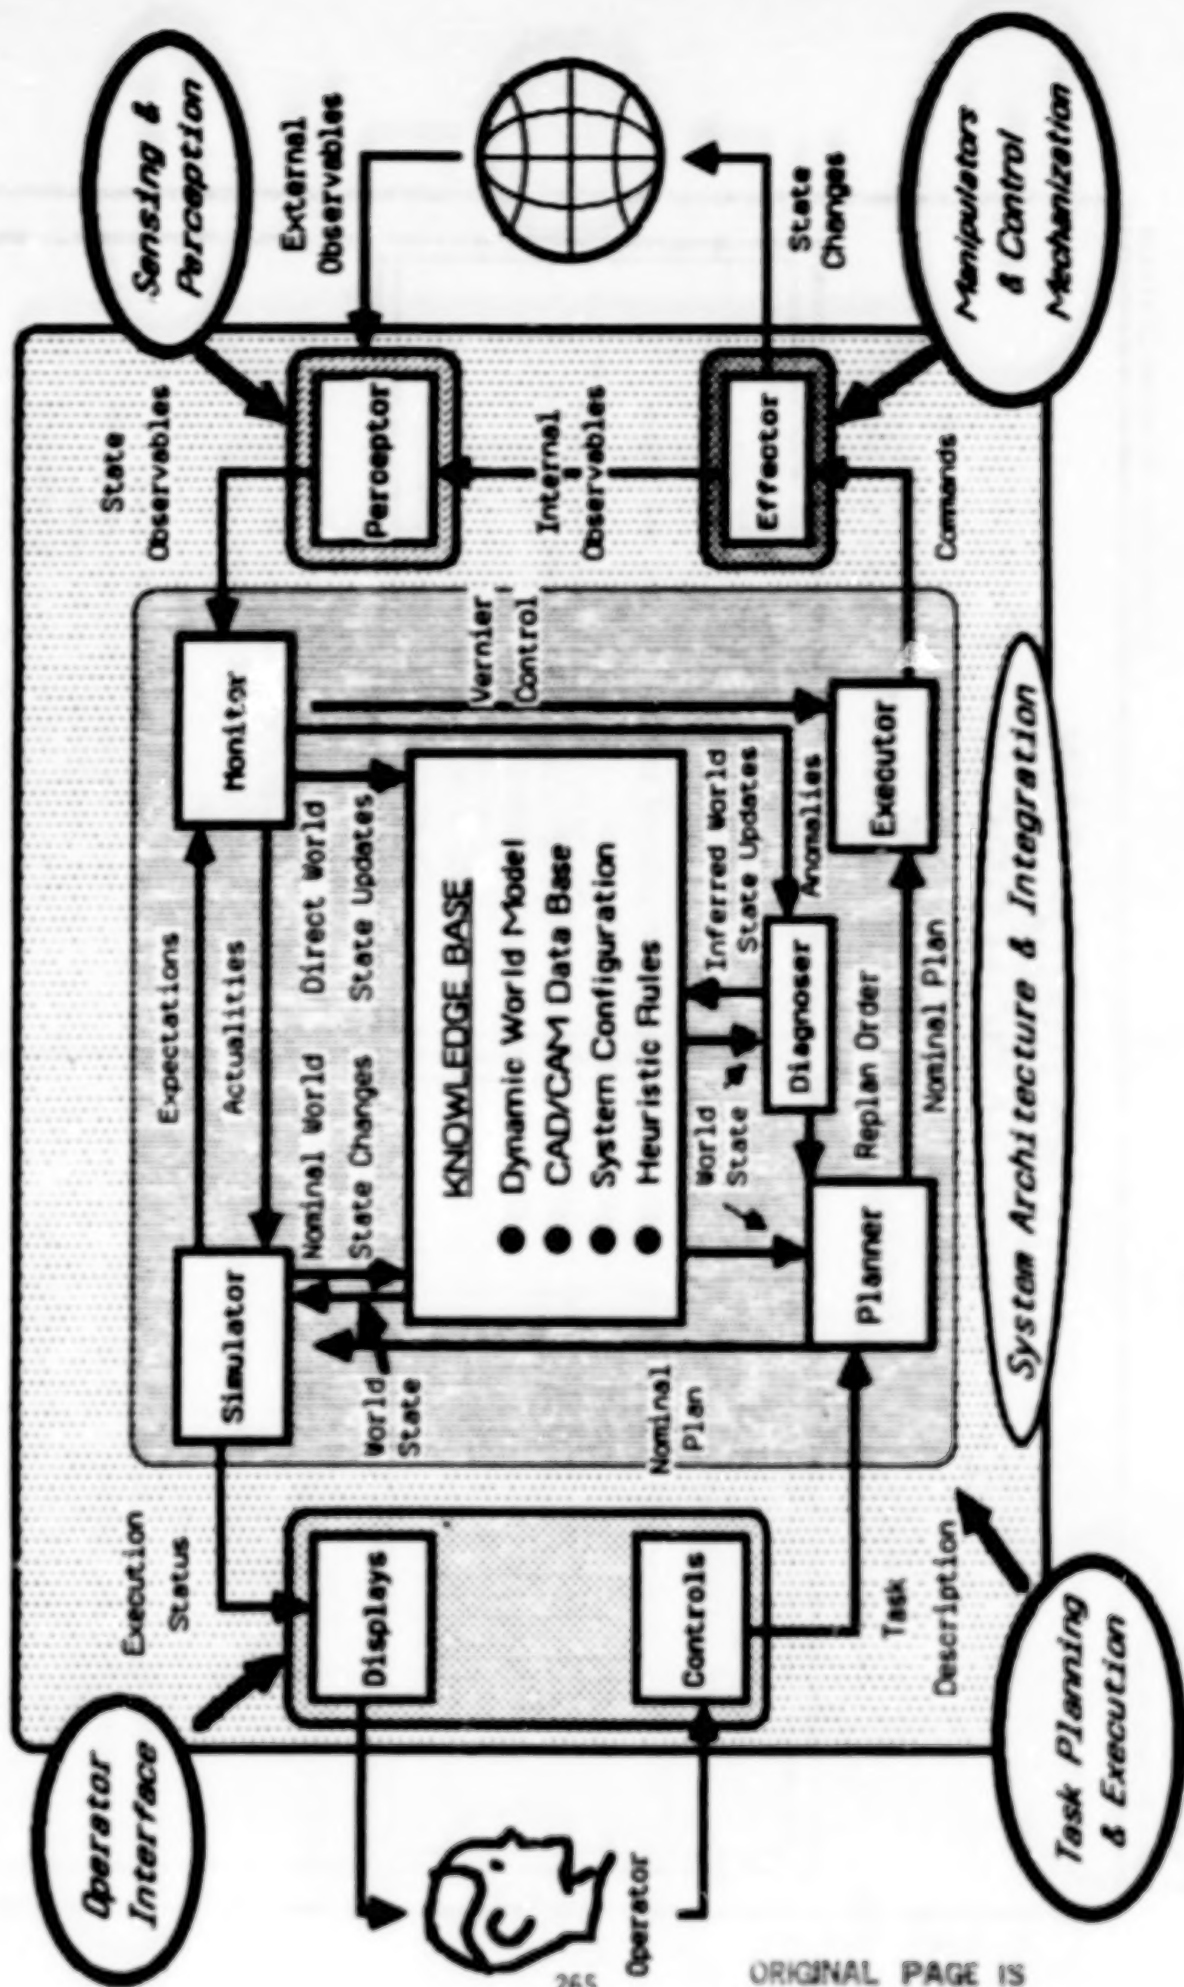 Operator
Interface
Execution
Status
Expectations
Actualities
State
Observables
Sensing &
Perception
Simulator
Monitor
External
Observables
Displays
World
State
Nominal World
State Changes
Direct World
State Updates
Perceptor
KNOWLEDGE BASE
● Dynamic World Model
● CAD/CAM Data Base
● System Configuration
● Heuristic Rules
Vernier
Control
Internal
Observables
Operator
Controls
Nominal
Plan
World
State
Inferred World
State Updates
Diagnoser
Anomalies
Effector
State
Changes
Planner
Replan Order
Executor
Nominal Plan
Commands
Task
Description
Task Planning
& Execution
System Architecture & Integration
Manipulators
& Control
Mechanization
265
ORIGINAL PAGE IS